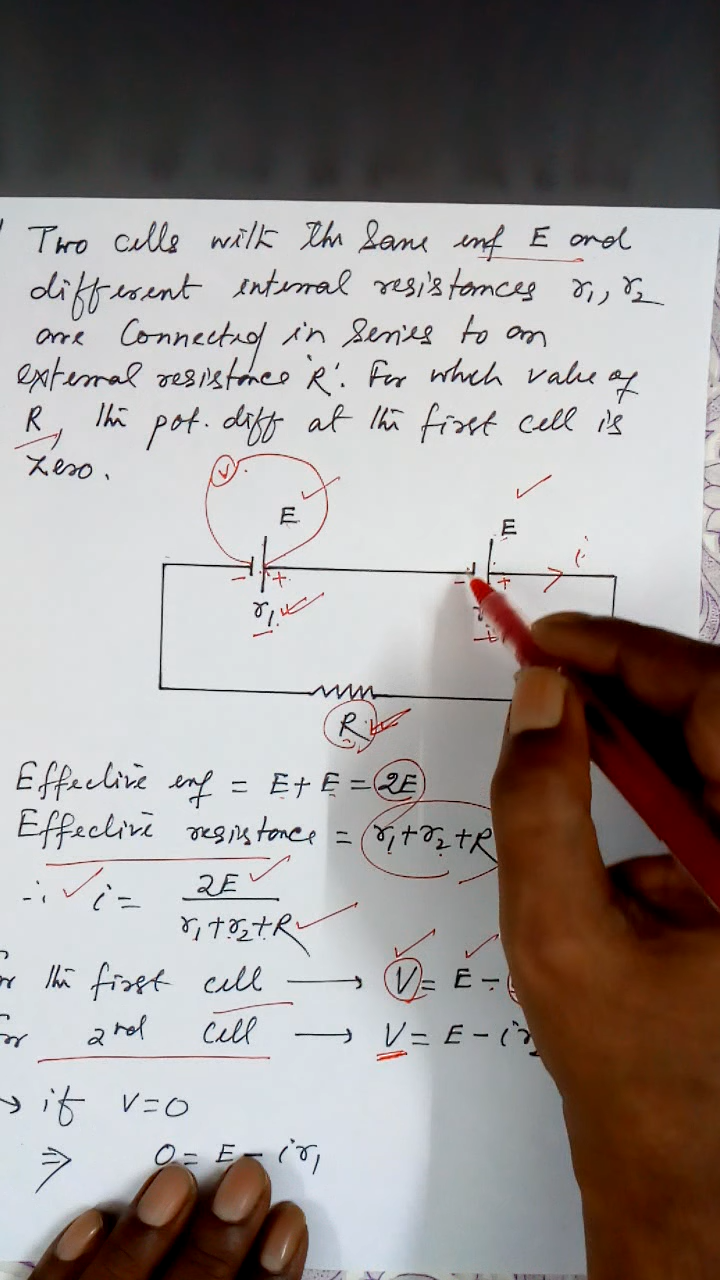 Two cells with the same emf E and
different internal resistances r₁, r₂
are connected in series to an
external resistance 'R'. For which value of
R, the pot. diff at the first cell is
zero.
V
E
E
i
- +
- +
r₁
R
Effective emf = E + E = 2E
Effective resistance = r₁+r₂+R
∴ i = 2E
r₁+r₂+R
the first cell → V = E -
2nd cell → V = E - ir₂
→ if V=0
⇒ 0 = E - ir₁